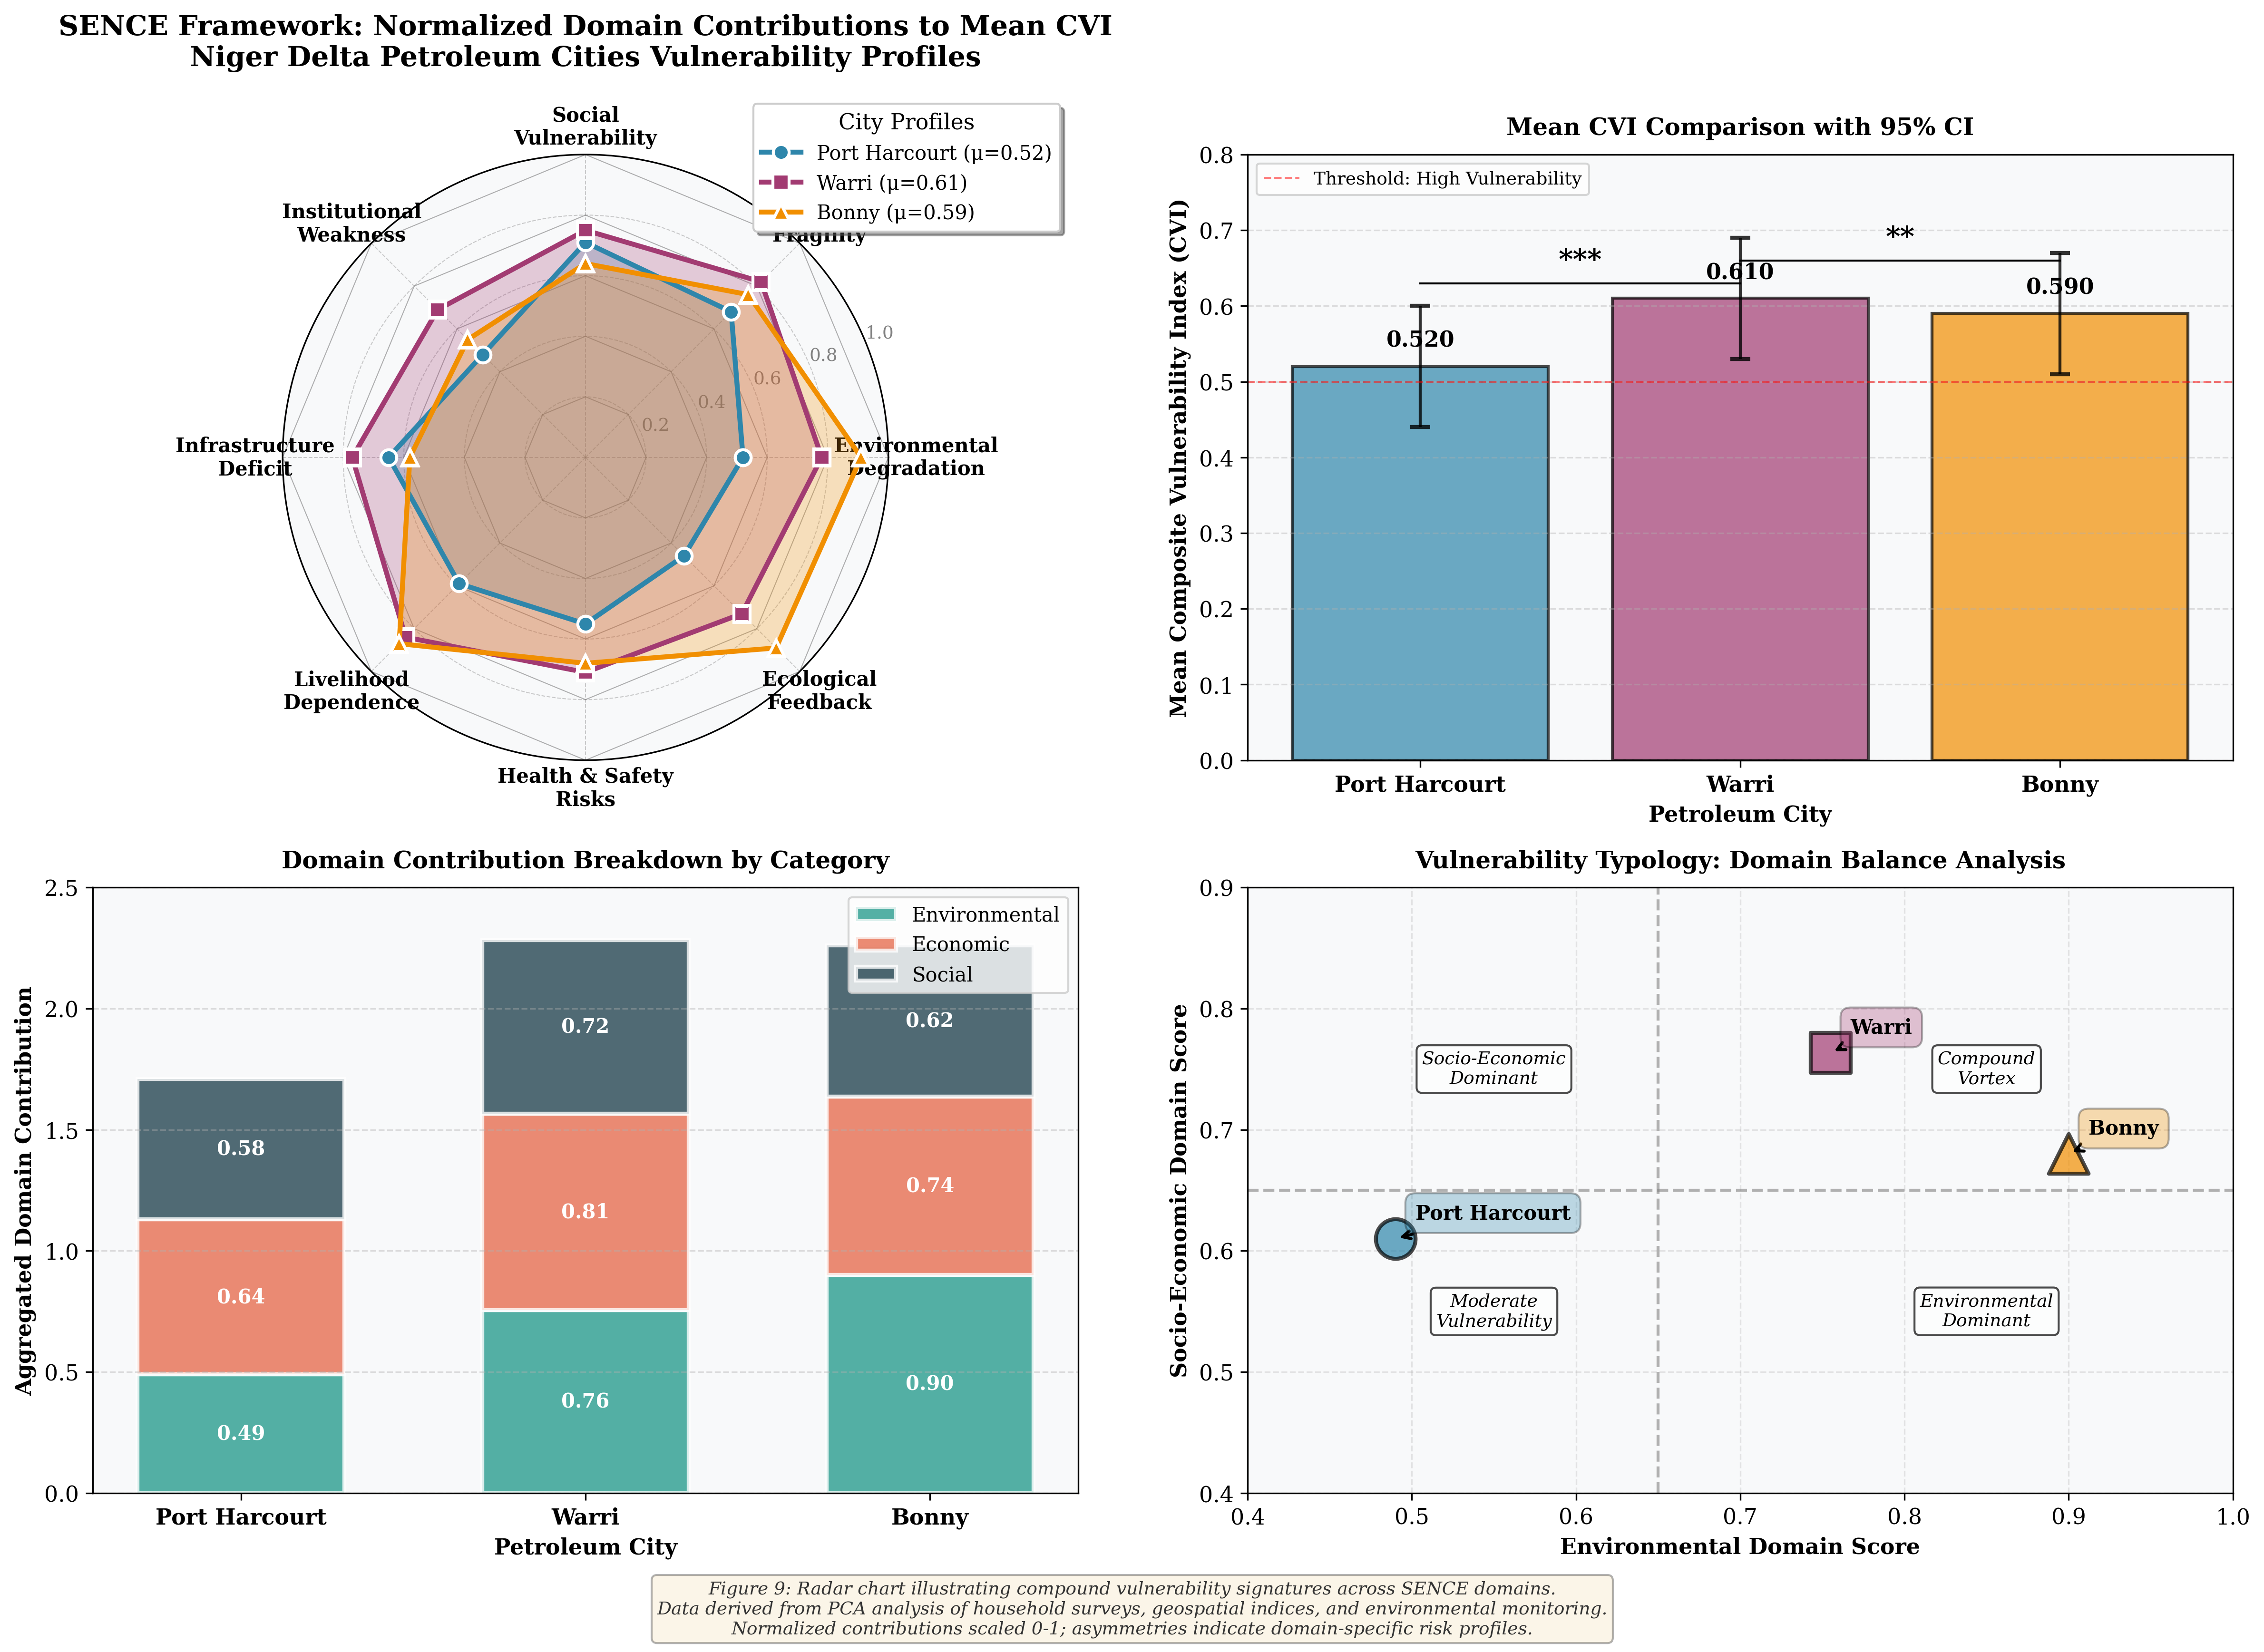 SENCE Framework: Normalized Domain Contributions to Mean CVI
Niger Delta Petroleum Cities Vulnerability Profiles
Social
Vulnerability
City Profiles
Port Harcourt (μ=0.52)
Warri (μ=0.61)
Bonny (μ=0.59)
Fragility
Institutional
Weakness
1.0
0.8
0.6
0.4
0.2
Infrastructure
Deficit
Environmental
Degradation
Livelihood
Dependence
Ecological
Feedback
Health & Safety
Risks
Mean CVI Comparison with 95% CI
Threshold: High Vulnerability
Mean Composite Vulnerability Index (CVI)
0.8
0.7
0.6
0.5
0.4
0.3
0.2
0.1
0.0
***
**
0.520
0.610
0.590
Port Harcourt
Warri
Bonny
Petroleum City
Domain Contribution Breakdown by Category
Aggregated Domain Contribution
2.5
2.0
1.5
1.0
0.5
0.0
Environmental
Economic
Social
0.58
0.64
0.49
0.72
0.81
0.76
0.62
0.74
0.90
Port Harcourt
Warri
Bonny
Petroleum City
Vulnerability Typology: Domain Balance Analysis
Socio-Economic Domain Score
0.9
0.8
0.7
0.6
0.5
0.4
Warri
Socio-Economic
Dominant
Compound
Vortex
Bonny
Port Harcourt
Moderate
Vulnerability
Environmental
Dominant
0.4
0.5
0.6
0.7
0.8
0.9
1.0
Environmental Domain Score
Figure 9: Radar chart illustrating compound vulnerability signatures across SENCE domains.
Data derived from PCA analysis of household surveys, geospatial indices, and environmental monitoring.
Normalized contributions scaled 0-1; asymmetries indicate domain-specific risk profiles.